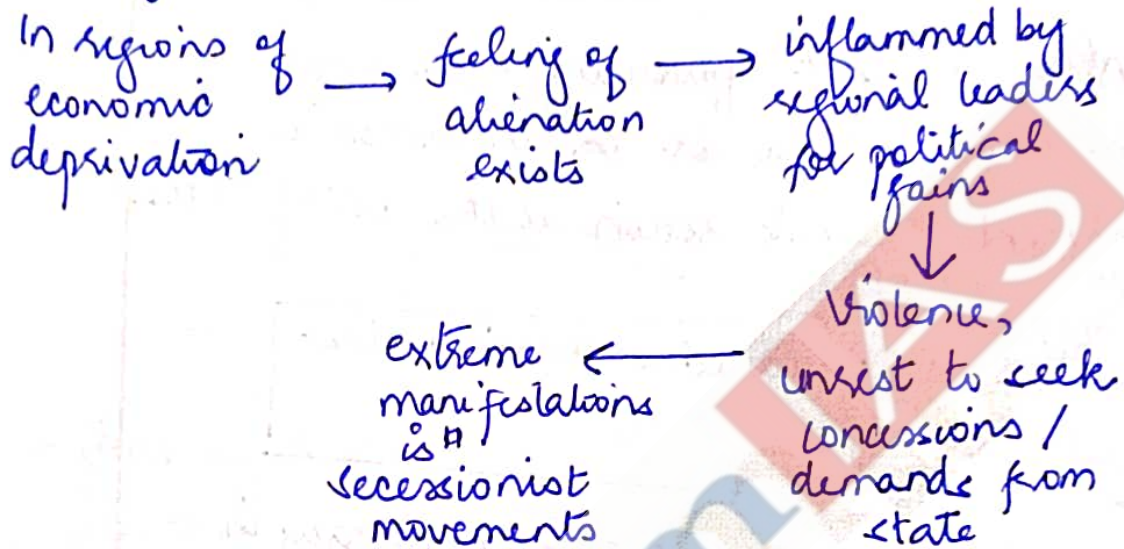 In regions of
economic
deprivation
→ feeling of
alienation
exists
→ inflammed by
regional leaders
for political
gains
↓
Violence,
unrest to seek
concessions /
demands from
state
← extreme
manifestations
is
secessionist
movements
IAS